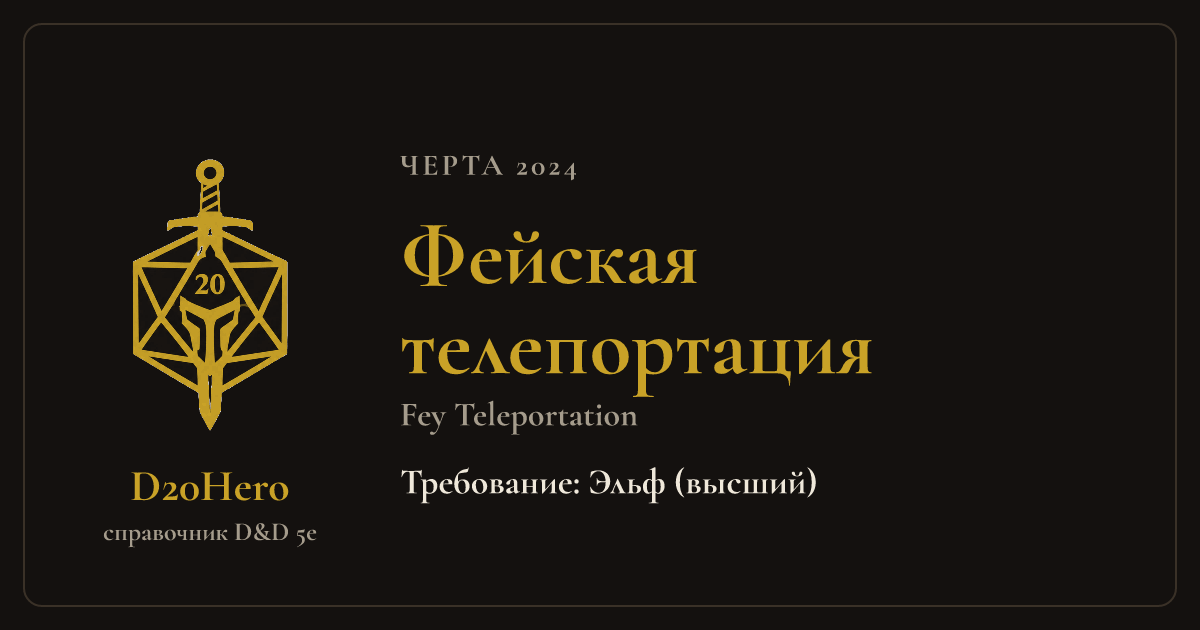 20
D20Hero
справочник D&D 5e
ЧЕРТА 2024
Фейская
телепортация
Fey Teleportation
Требование: Эльф (высший)